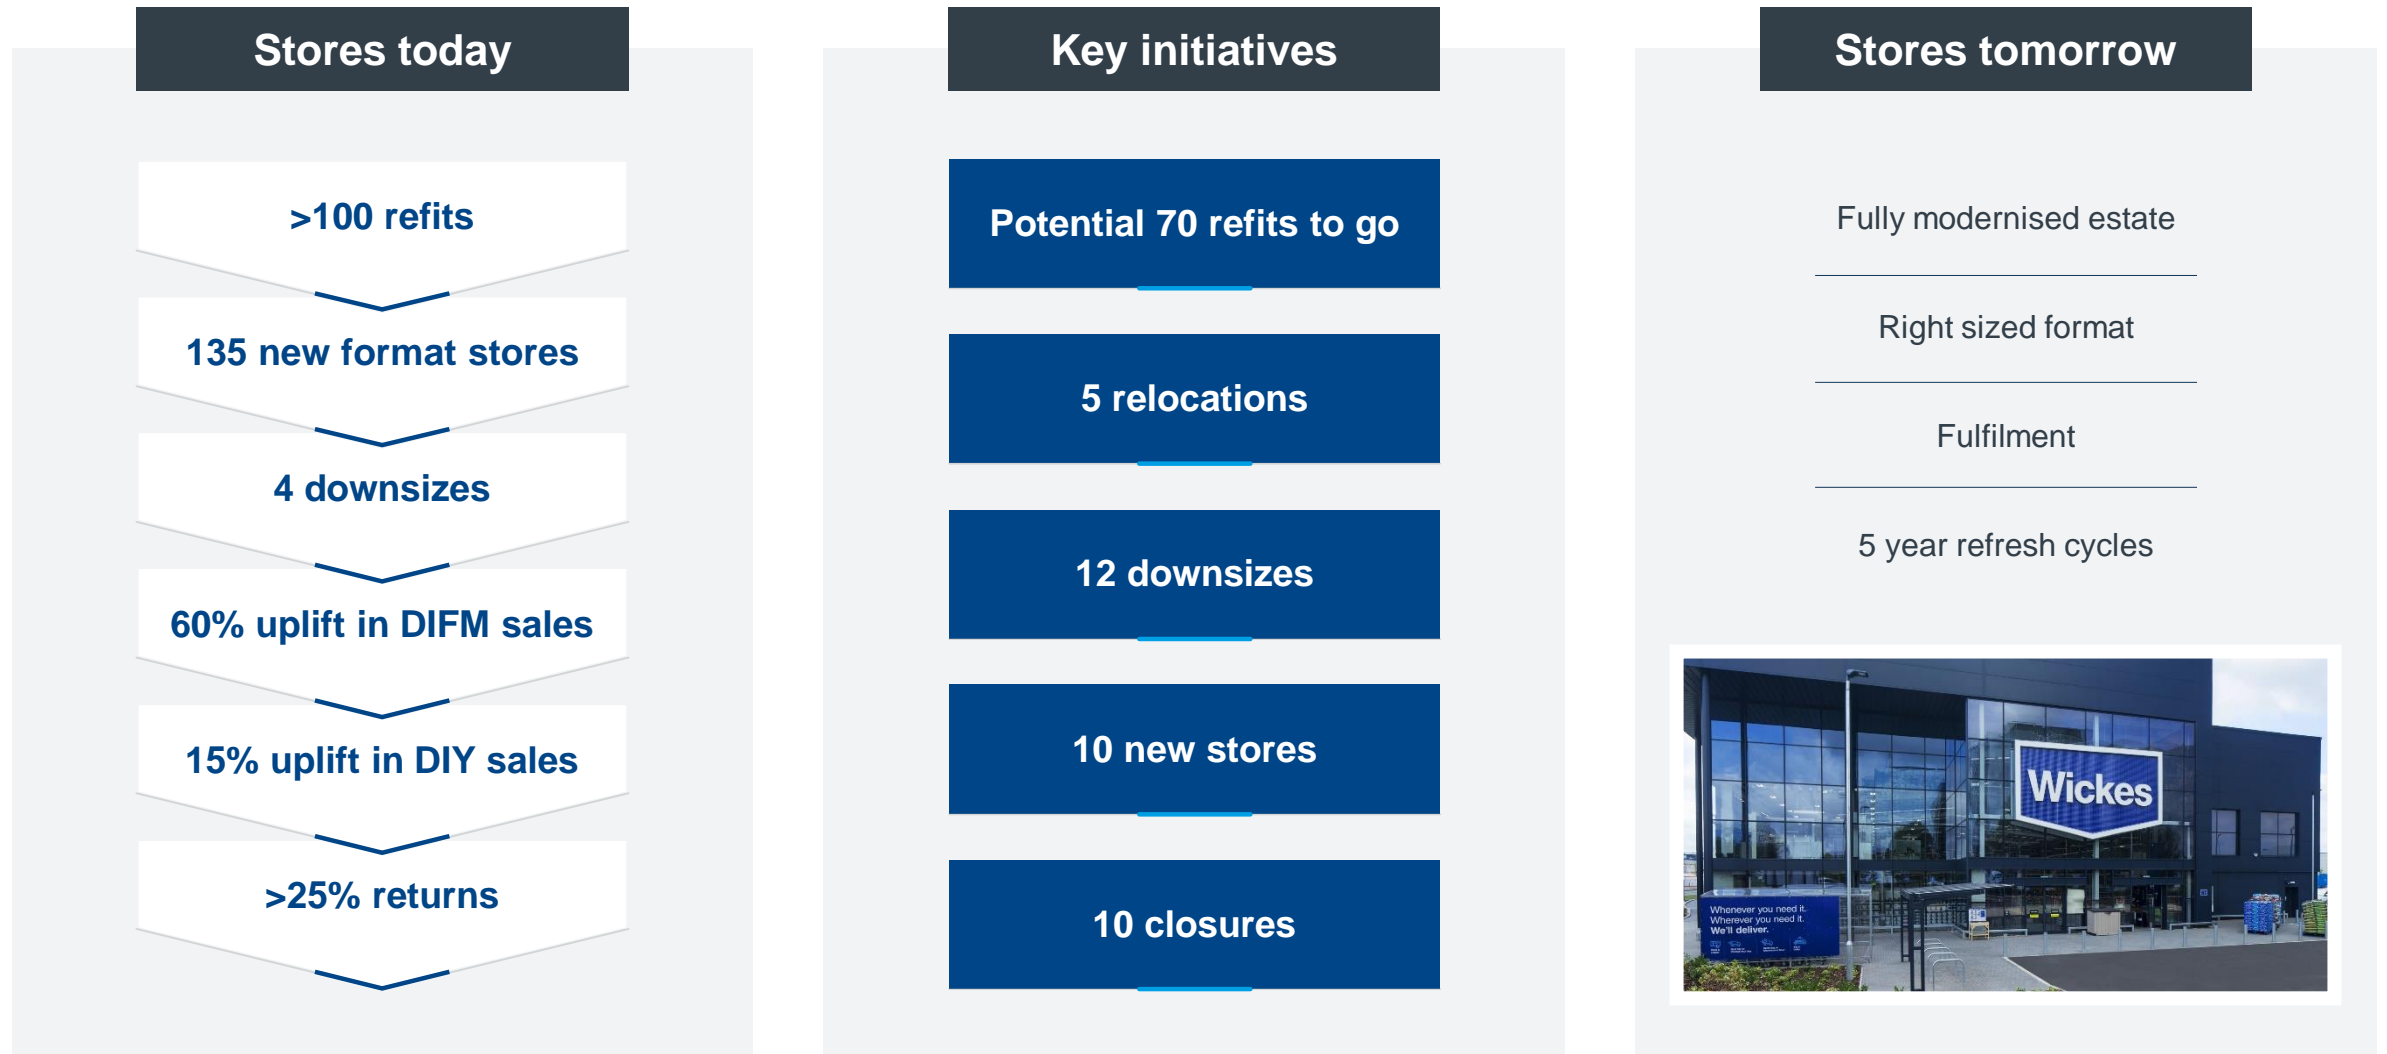 Stores today
>100 refits
135 new format stores
4 downsizes
60% uplift in DIFM sales
15% uplift in DIY sales
>25% returns
Key initiatives
Potential 70 refits to go
5 relocations
12 downsizes
10 new stores
10 closures
Stores tomorrow
Fully modernised estate
Right sized format
Fulfilment
5 year refresh cycles
Wickes
Whenever you need it.
Wherever you need it.
We'll deliver.